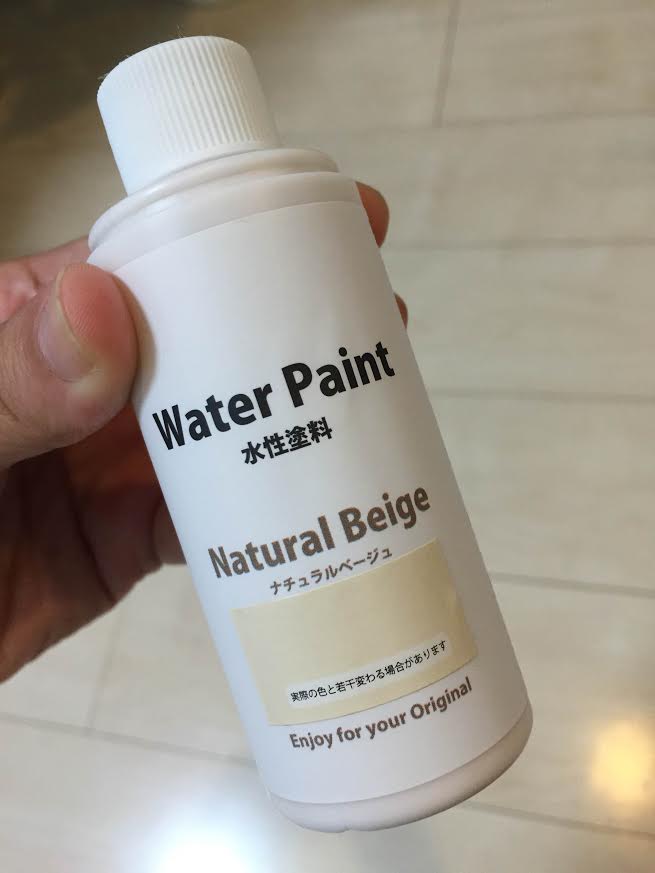 Water Paint
水性塗料
Natural Beige
ナチュラルベージュ
実際の色と若干変わる場合があります
Enjoy for your Original